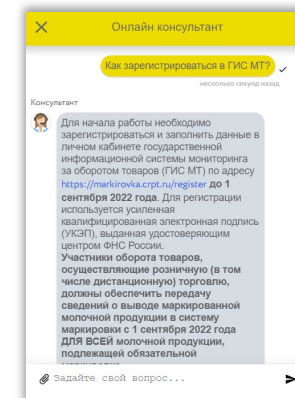 Онлайн консультант
Как зарегистрироваться в ГИС МТ?
несколько секунд назад
Консультант
Для начала работы необходимо
зарегистрироваться и заполнить данные в
личном кабинете государственной
информационной системы мониторинга
за оборотом товаров (ГИС МТ) по адресу
https://markirovka.crpt.ru/register до 1
сентября 2022 года. Для регистрации
используется усиленная
квалифицированная электронная подпись
(УКЭП), выданная удостоверяющим
центром ФНС России.
Участники оборота товаров,
осуществляющие розничную (в том
числе дистанционную) торговлю,
должны обеспечить передачу
сведений о выводе маркированной
молочной продукции в систему
маркировки с 1 сентября 2022 года
ДЛЯ ВСЕЙ молочной продукции,
подлежащей обязательной
Задайте свой вопрос...